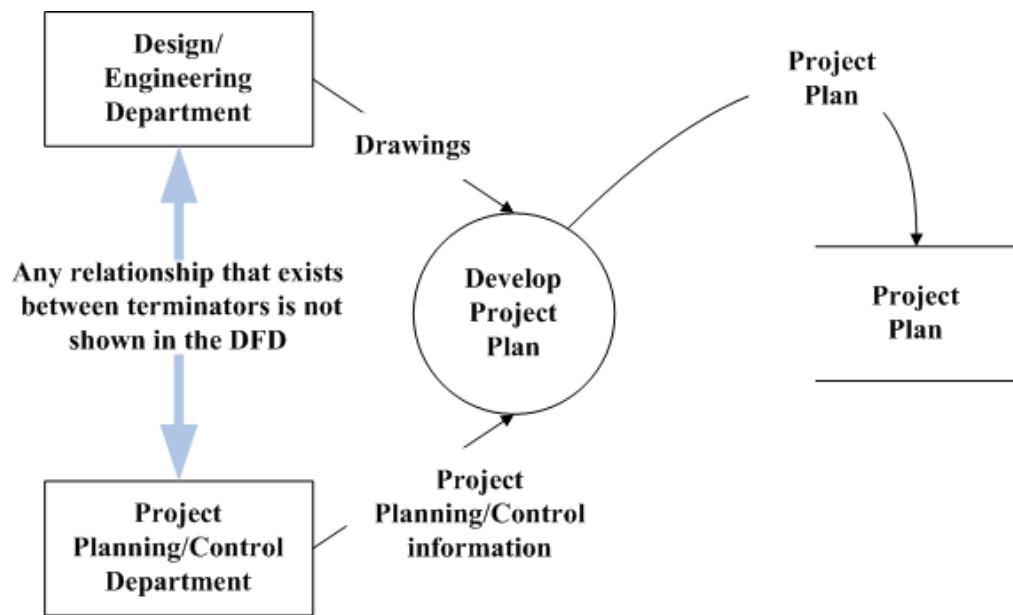 Design/
Engineering
Department
Drawings
Project
Plan
Any relationship that exists
between terminators is not
shown in the DFD
Develop
Project
Plan
Project
Plan
Project
Planning/Control
Department
Project
Planning/Control
information